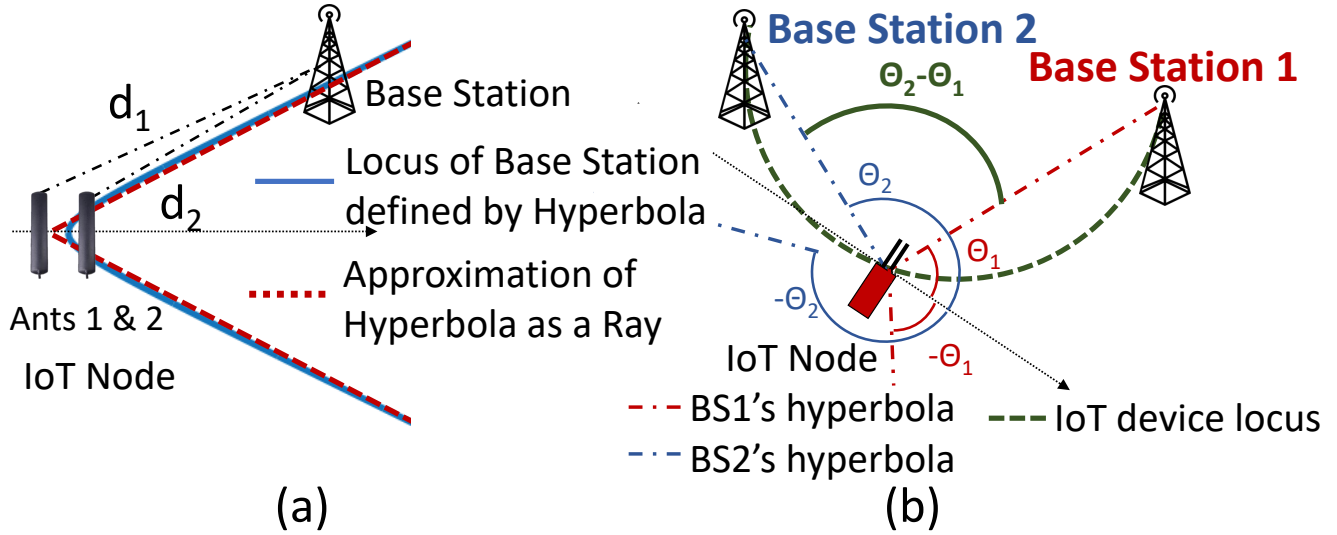 d1
d2
Base Station
Locus of Base Station
defined by Hyperbola
Approximation of
Hyperbola as a Ray
Ants 1 & 2
IoT Node
(a)
Base Station 2
Base Station 1
Θ2-Θ1
Θ2
Θ1
-Θ2
-Θ1
IoT Node
BS1's hyperbola
BS2's hyperbola
IoT device locus
(b)